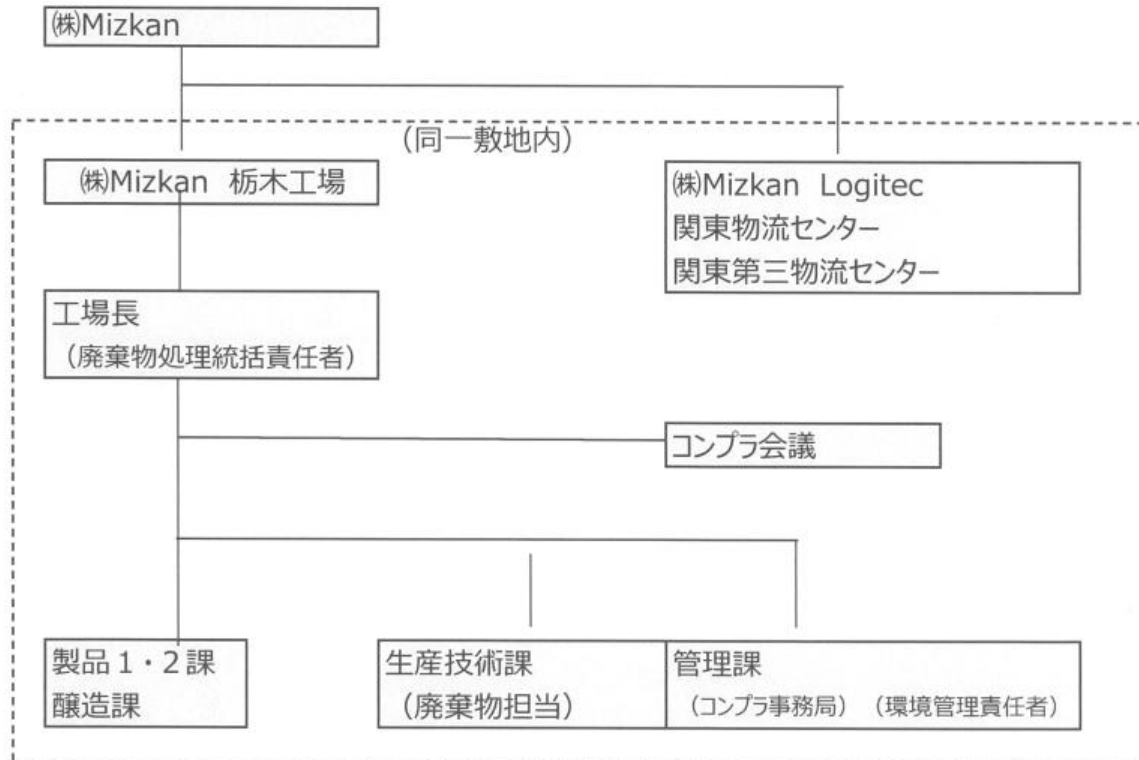 ㈱Mizkan
(同一敷地内)
㈱Mizkan 栃木工場
㈱Mizkan Logitec
関東物流センター
関東第三物流センター
工場長
(廃棄物処理統括責任者)
コンプラ会議
製品1・2課
醸造課
生産技術課
(廃棄物担当)
管理課
(コンプラ事務局) (環境管理責任者)